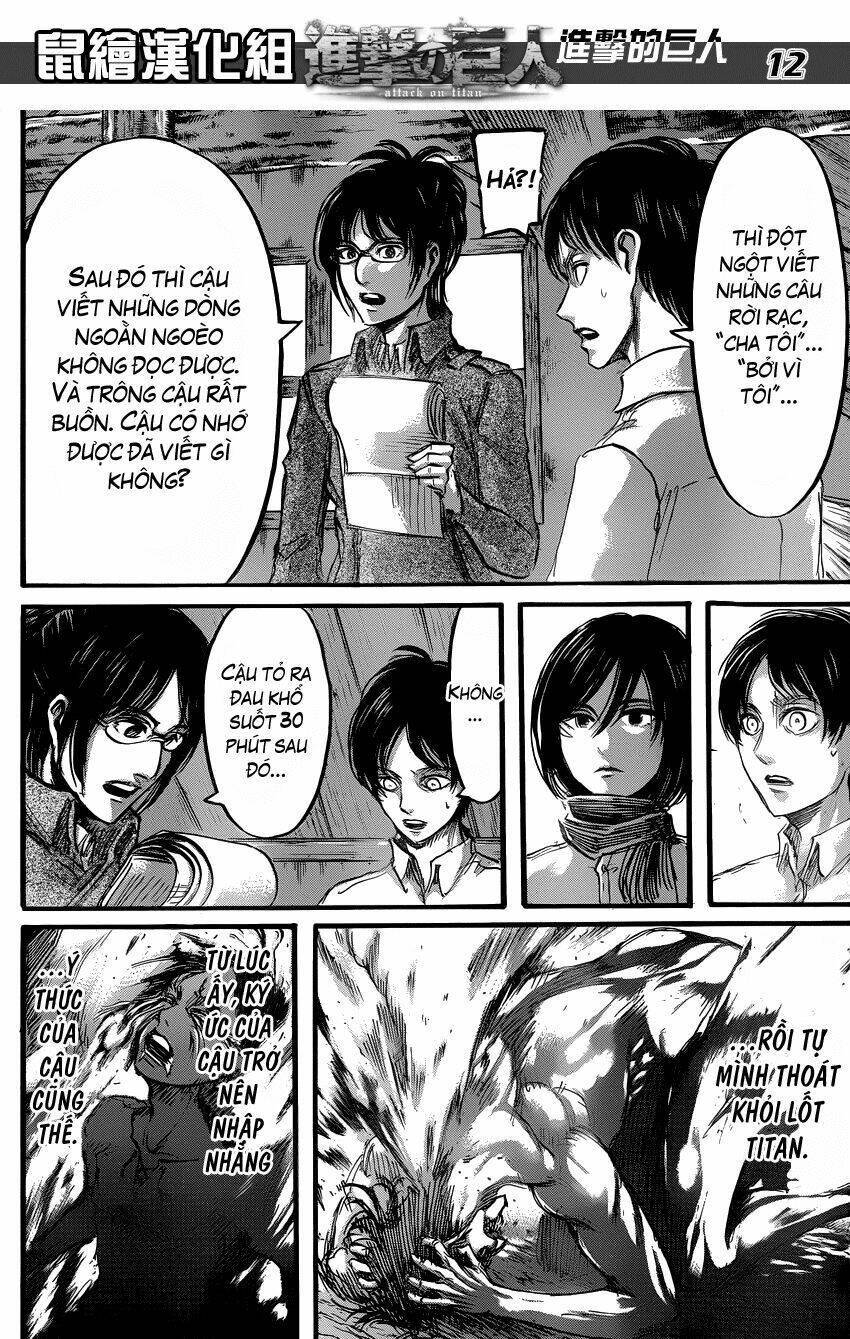 鼠繪漢化組
進撃の巨人
attack on titan
進擊的巨人
12
THÌ ĐỘT
NGỘT VIẾT
NHỮNG CÂU
RỜI RẠC,
"CHA TÔI"...
"BỞI VÌ
TÔI"...
HẢ?!
SAU ĐÓ THÌ CẬU
VIẾT NHỮNG DÒNG
NGOẰN NGOÈO
KHÔNG ĐỌC ĐƯỢC.
VÀ TRÔNG CẬU RẤT
BUỒN. CẬU CÓ NHỚ
ĐƯỢC ĐÃ VIẾT GÌ
KHÔNG?
KHÔNG
...
CẬU TỎ RA
ĐAU KHỔ
SUỐT 30
PHÚT SAU
ĐÓ...
...RỒI TỰ
MÌNH THOÁT
KHỎI LỐT
TITAN.
TỪ LÚC
ẤY, KÝ
ỨC CỦA
CẬU TRỞ
NÊN
NHẬP
NHẰNG
...Ý
THỨC
CỦA
CẬU
CŨNG
THẾ.